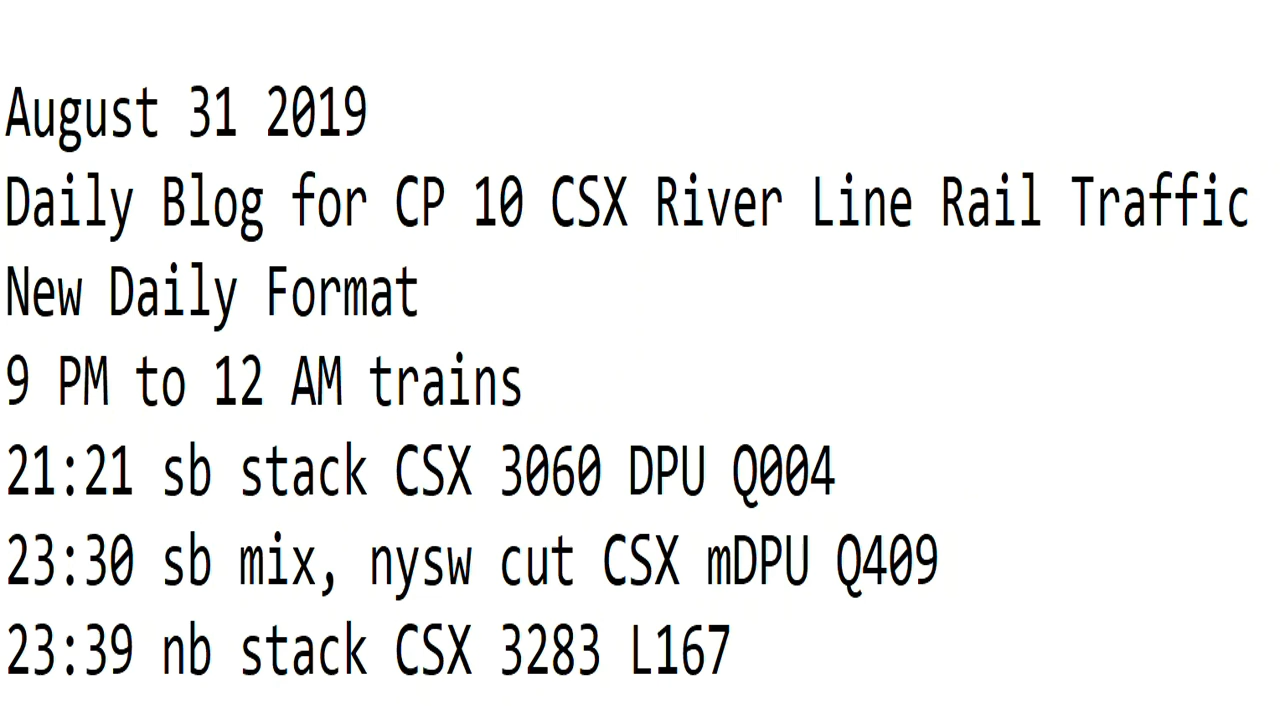 August 31 2019
Daily Blog for CP 10 CSX River Line Rail Traffic
New Daily Format
9 PM to 12 AM trains
21:21 sb stack CSX 3060 DPU Q004
23:30 sb mix, nysw cut CSX mDPU Q409
23:39 nb stack CSX 3283 L167